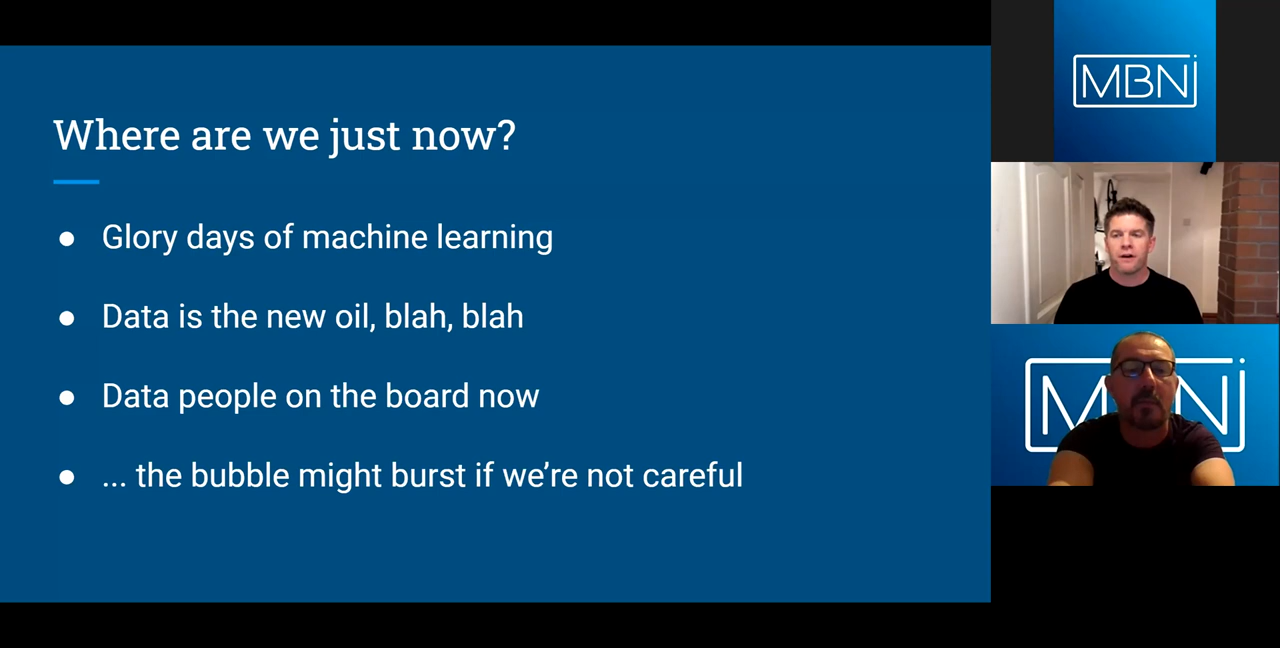 Where are we just now?
● Glory days of machine learning
● Data is the new oil, blah, blah
● Data people on the board now
● ... the bubble might burst if we’re not careful
MBN
MBN